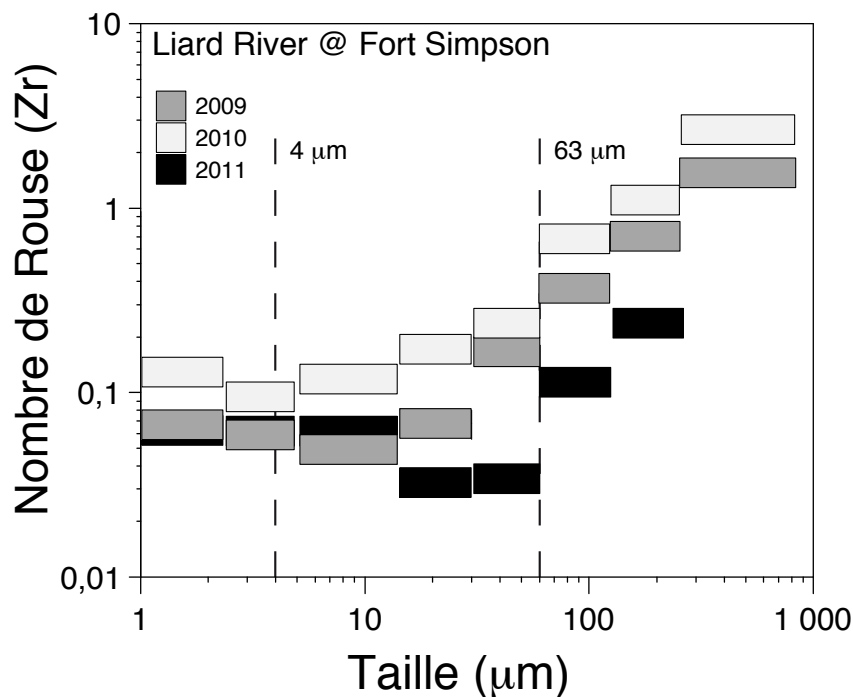 Liard River @ Fort Simpson
2009
2010
2011
4 μm
63 μm
Nombre de Rouse (Zr)
10
1
0,1
0,01
1
10
100
1 000
Taille (μm)